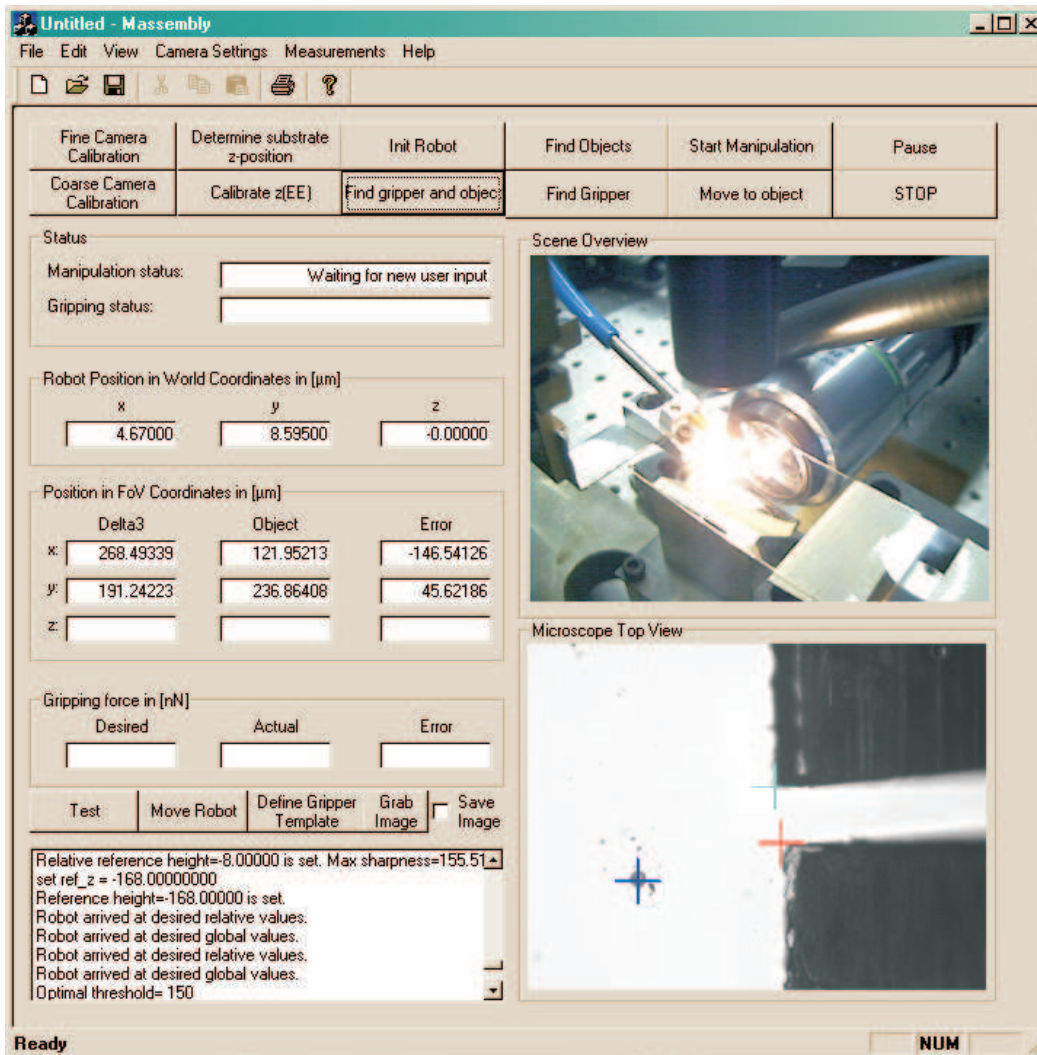 Untitled - Massembly
File Edit View Camera Settings Measurements Help
Fine Camera Calibration
Determine substrate z-position
Init Robot
Find Objects
Start Manipulation
Pause
Coarse Camera Calibration
Calibrate z(EE)
Find gripper and objec
Find Gripper
Move to object
STOP
Status
Manipulation status: Waiting for new user input
Gripping status:
Robot Position in World Coordinates in [µm]
x y z
4.67000 8.59500 -0.00000
Position in FoV Coordinates in [µm]
Delta3 Object Error
x: 268.49339 121.95213 -146.54126
y: 191.24223 236.86408 45.62186
z:
Gripping force in [nN]
Desired Actual Error
Test
Move Robot
Define Gripper Template
Grab Image
Save Image
Relative reference height=-8.00000 is set. Max sharpness=155.51
set ref_z = -168.00000000
Reference height=-168.00000 is set.
Robot arrived at desired relative values.
Robot arrived at desired global values.
Robot arrived at desired relative values.
Robot arrived at desired global values.
Optimal threshold= 150
Scene Overview
Microscope Top View
Ready
NUM